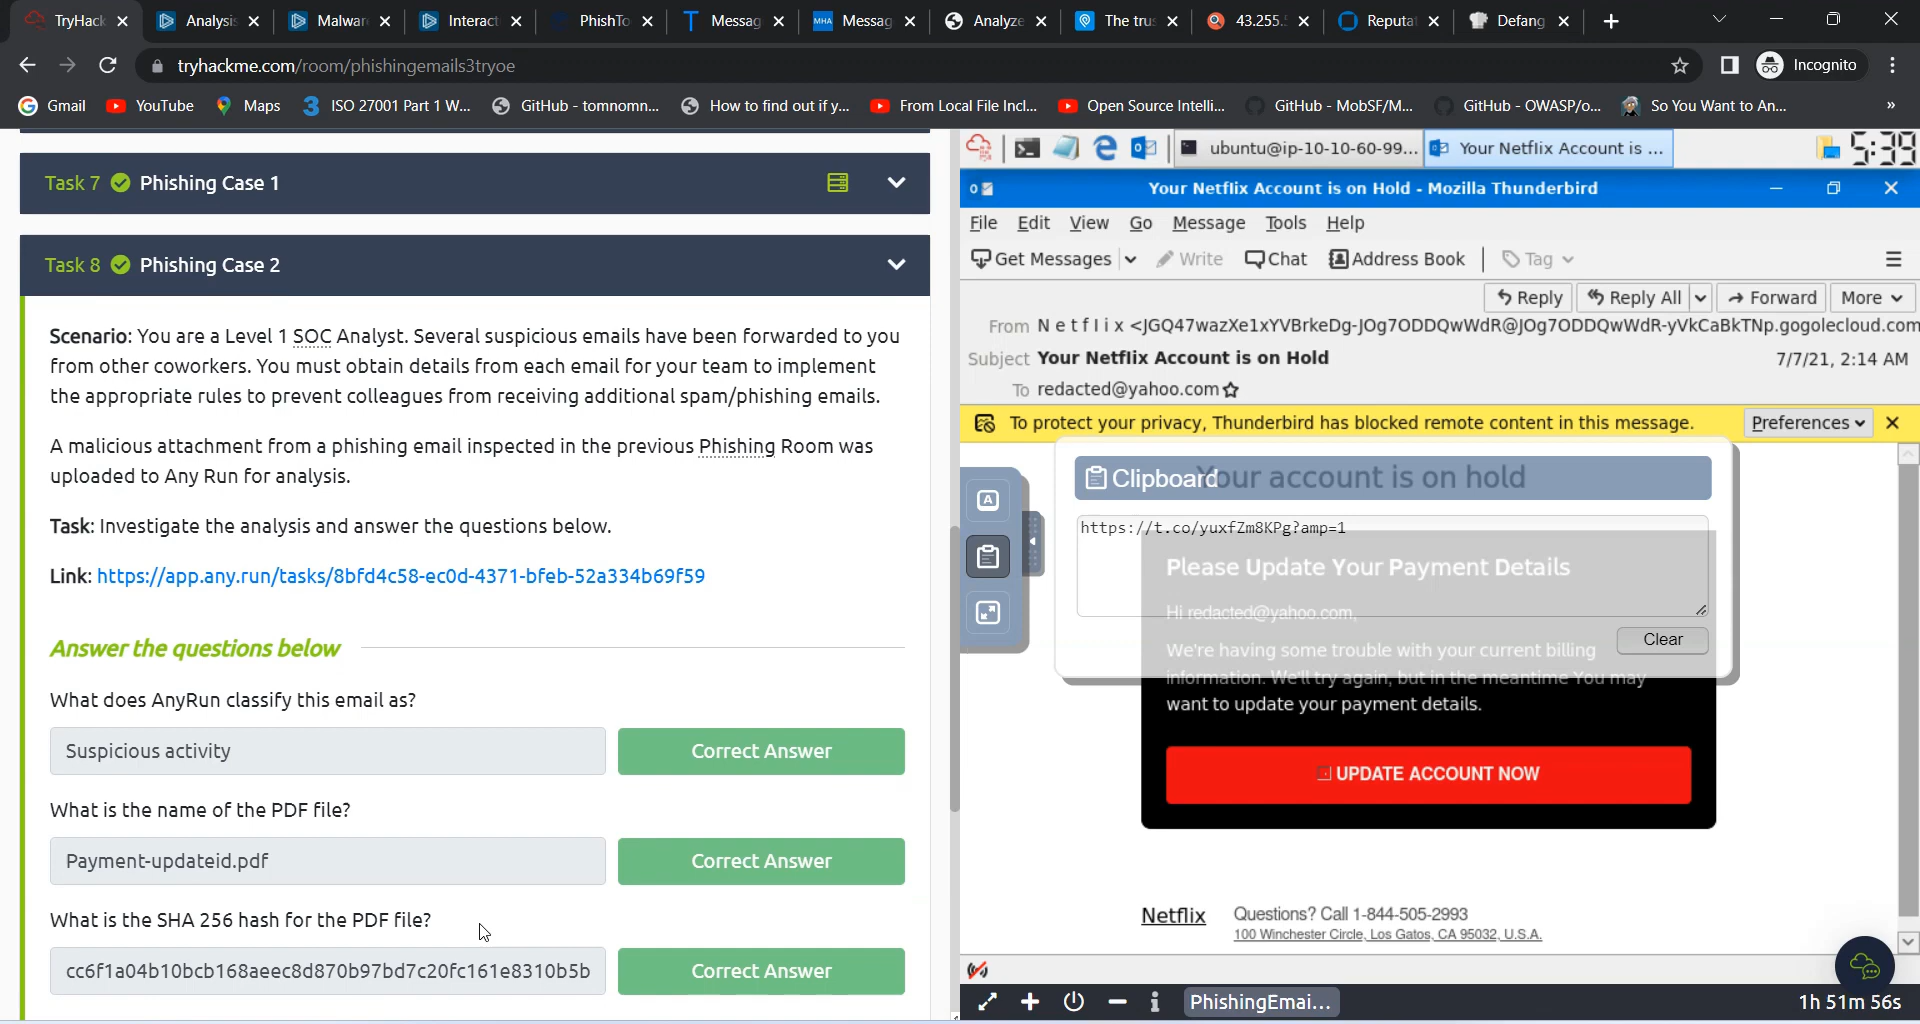 TryHack
Analysis
Malwar
Interact
PhishTo
Messag
MHA Messag
Analyze
The tru
43.255.
Reputat
Defang
tryhackme.com/room/phishingemails3tryoe
Incognito
Gmail
YouTube
Maps
ISO 27001 Part 1 W...
GitHub - tomnomn...
How to find out if y...
From Local File Incl...
Open Source Intelli...
GitHub - MobSF/M...
GitHub - OWASP/o...
So You Want to An...
»
Task 7 Phishing Case 1
Task 8 Phishing Case 2
Scenario: You are a Level 1 SOC Analyst. Several suspicious emails have been forwarded to you
from other coworkers. You must obtain details from each email for your team to implement
the appropriate rules to prevent colleagues from receiving additional spam/phishing emails.
A malicious attachment from a phishing email inspected in the previous Phishing Room was
uploaded to Any Run for analysis.
Task: Investigate the analysis and answer the questions below.
Link: https://app.any.run/tasks/8bfd4c58-ec0d-4371-bfeb-52a334b69f59
Answer the questions below
What does AnyRun classify this email as?
Suspicious activity
Correct Answer
What is the name of the PDF file?
Payment-updateid.pdf
Correct Answer
What is the SHA 256 hash for the PDF file?
cc6f1a04b10bcb168aeec8d870b97bd7c20fc161e8310b5b
Correct Answer
ubuntu@ip-10-10-60-99...
Your Netflix Account is ...
5:39
Your Netflix Account is on Hold - Mozilla Thunderbird
File Edit View Go Message Tools Help
Get Messages
Write
Chat
Address Book
Tag
Reply
Reply All
Forward
More
From N e t f l i x <JGQ47wazXe1xYVBrkeDg-JOg7ODDQwWdR@JOg7ODDQwWdR-yVkCaBkTNp.gogolecloud.com
Subject Your Netflix Account is on Hold
7/7/21, 2:14 AM
To redacted@yahoo.com
To protect your privacy, Thunderbird has blocked remote content in this message.
Preferences
Clipboard
Your account is on hold
https://t.co/yuxfZm8KPg?amp=1
Please Update Your Payment Details
Hi redacted@yahoo.com,
Clear
We're having some trouble with your current billing
information. We'll try again, but in the meantime You may
want to update your payment details.
UPDATE ACCOUNT NOW
Netflix
Questions? Call 1-844-505-2993
100 Winchester Circle, Los Gatos, CA 95032, U.S.A.
PhishingEmai...
1h 51m 56s